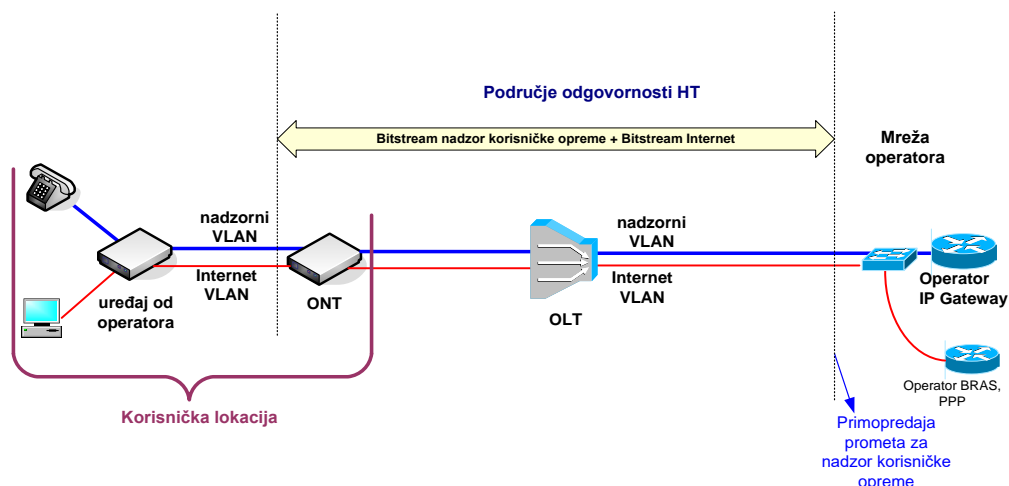 Područje odgovornosti HT
Bitstream nadzor korisničke opreme + Bitstream Internet
Mreža
operatora
nadzorni
VLAN
Internet
VLAN
uređaj od
operatora
ONT
OLT
nadzorni
VLAN
Internet
VLAN
Operator
IP Gateway
Operator BRAS,
PPP
Korisnička lokacija
Primopredaja
prometa za
nadzor korisničke
opreme